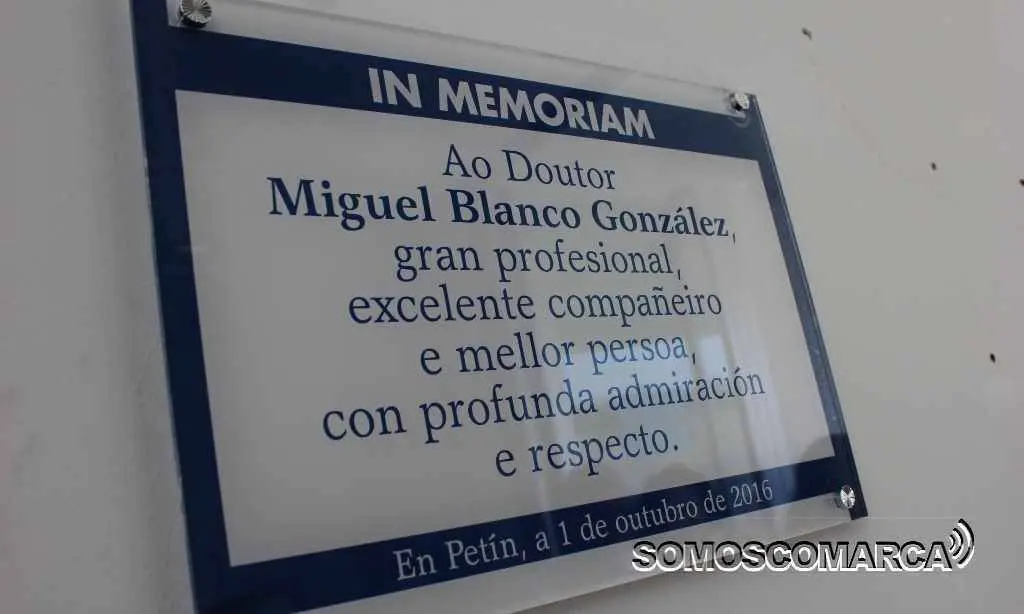 IN MEMORIAM
Ao Doutor
Miguel Blanco González,
gran profesional,
excelente compañeiro
e mellor persoa,
con profunda admiración
e respecto.
En Petín, a 1 de outubro de 2016
SOMOSCOMARCA